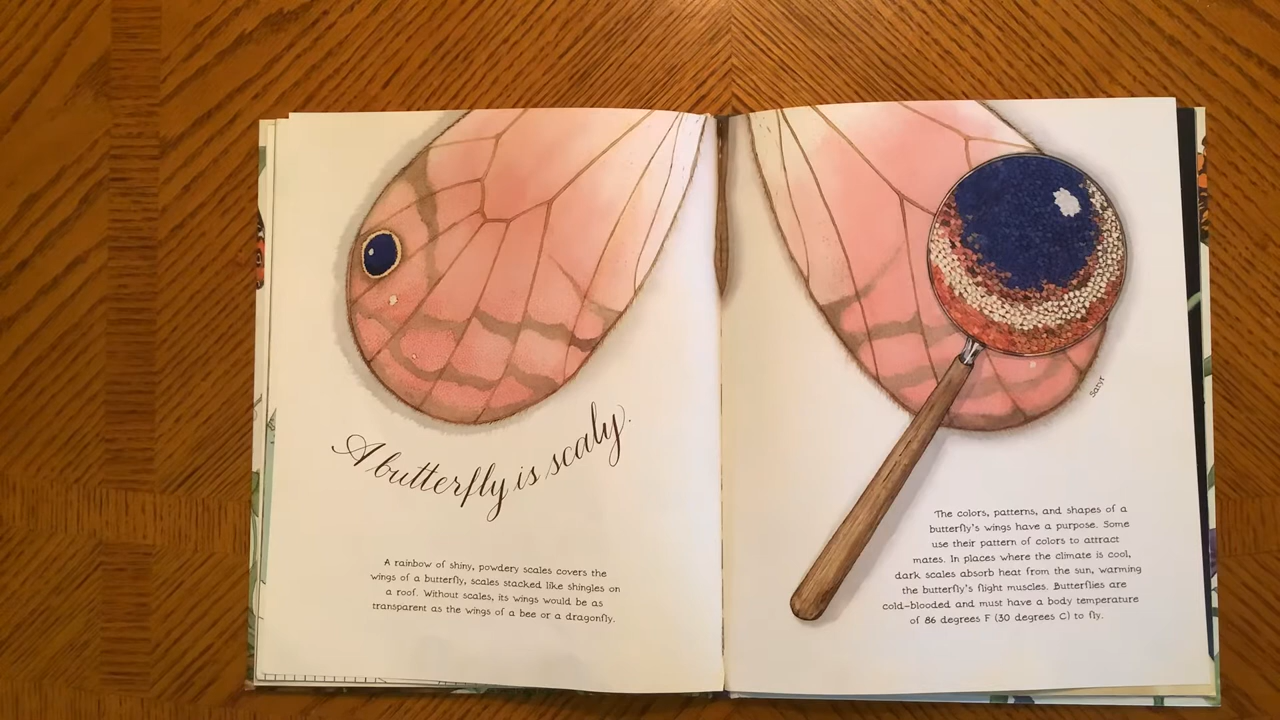 A butterfly is scaly.
A rainbow of shiny, powdery scales covers the
wings of a butterfly, scales stacked like shingles on
a roof. Without scales, its wings would be as
transparent as the wings of a bee or a dragonfly.
Satyr
The colors, patterns, and shapes of a
butterfly's wings have a purpose. Some
use their pattern of colors to attract
mates. In places where the climate is cool,
dark scales absorb heat from the sun, warming
the butterfly's flight muscles. Butterflies are
cold-blooded and must have a body temperature
of 86 degrees F (30 degrees C) to fly.